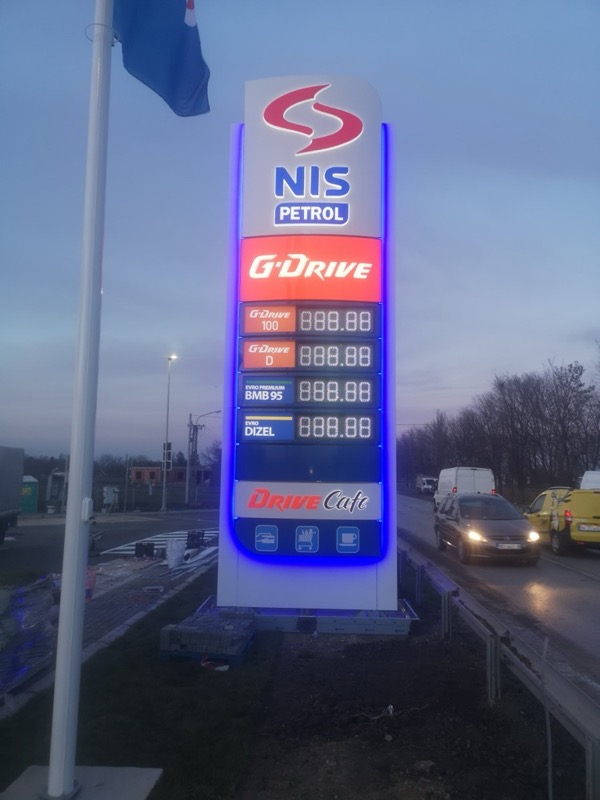 NIS
PETROL
G-DRIVE
G-DRIVE
100
888.88
G-DRIVE
D
888.88
EVRO PREMIUM
BMB 95
888.88
EVRO
DIZEL
888.88
DRIVE Cafe